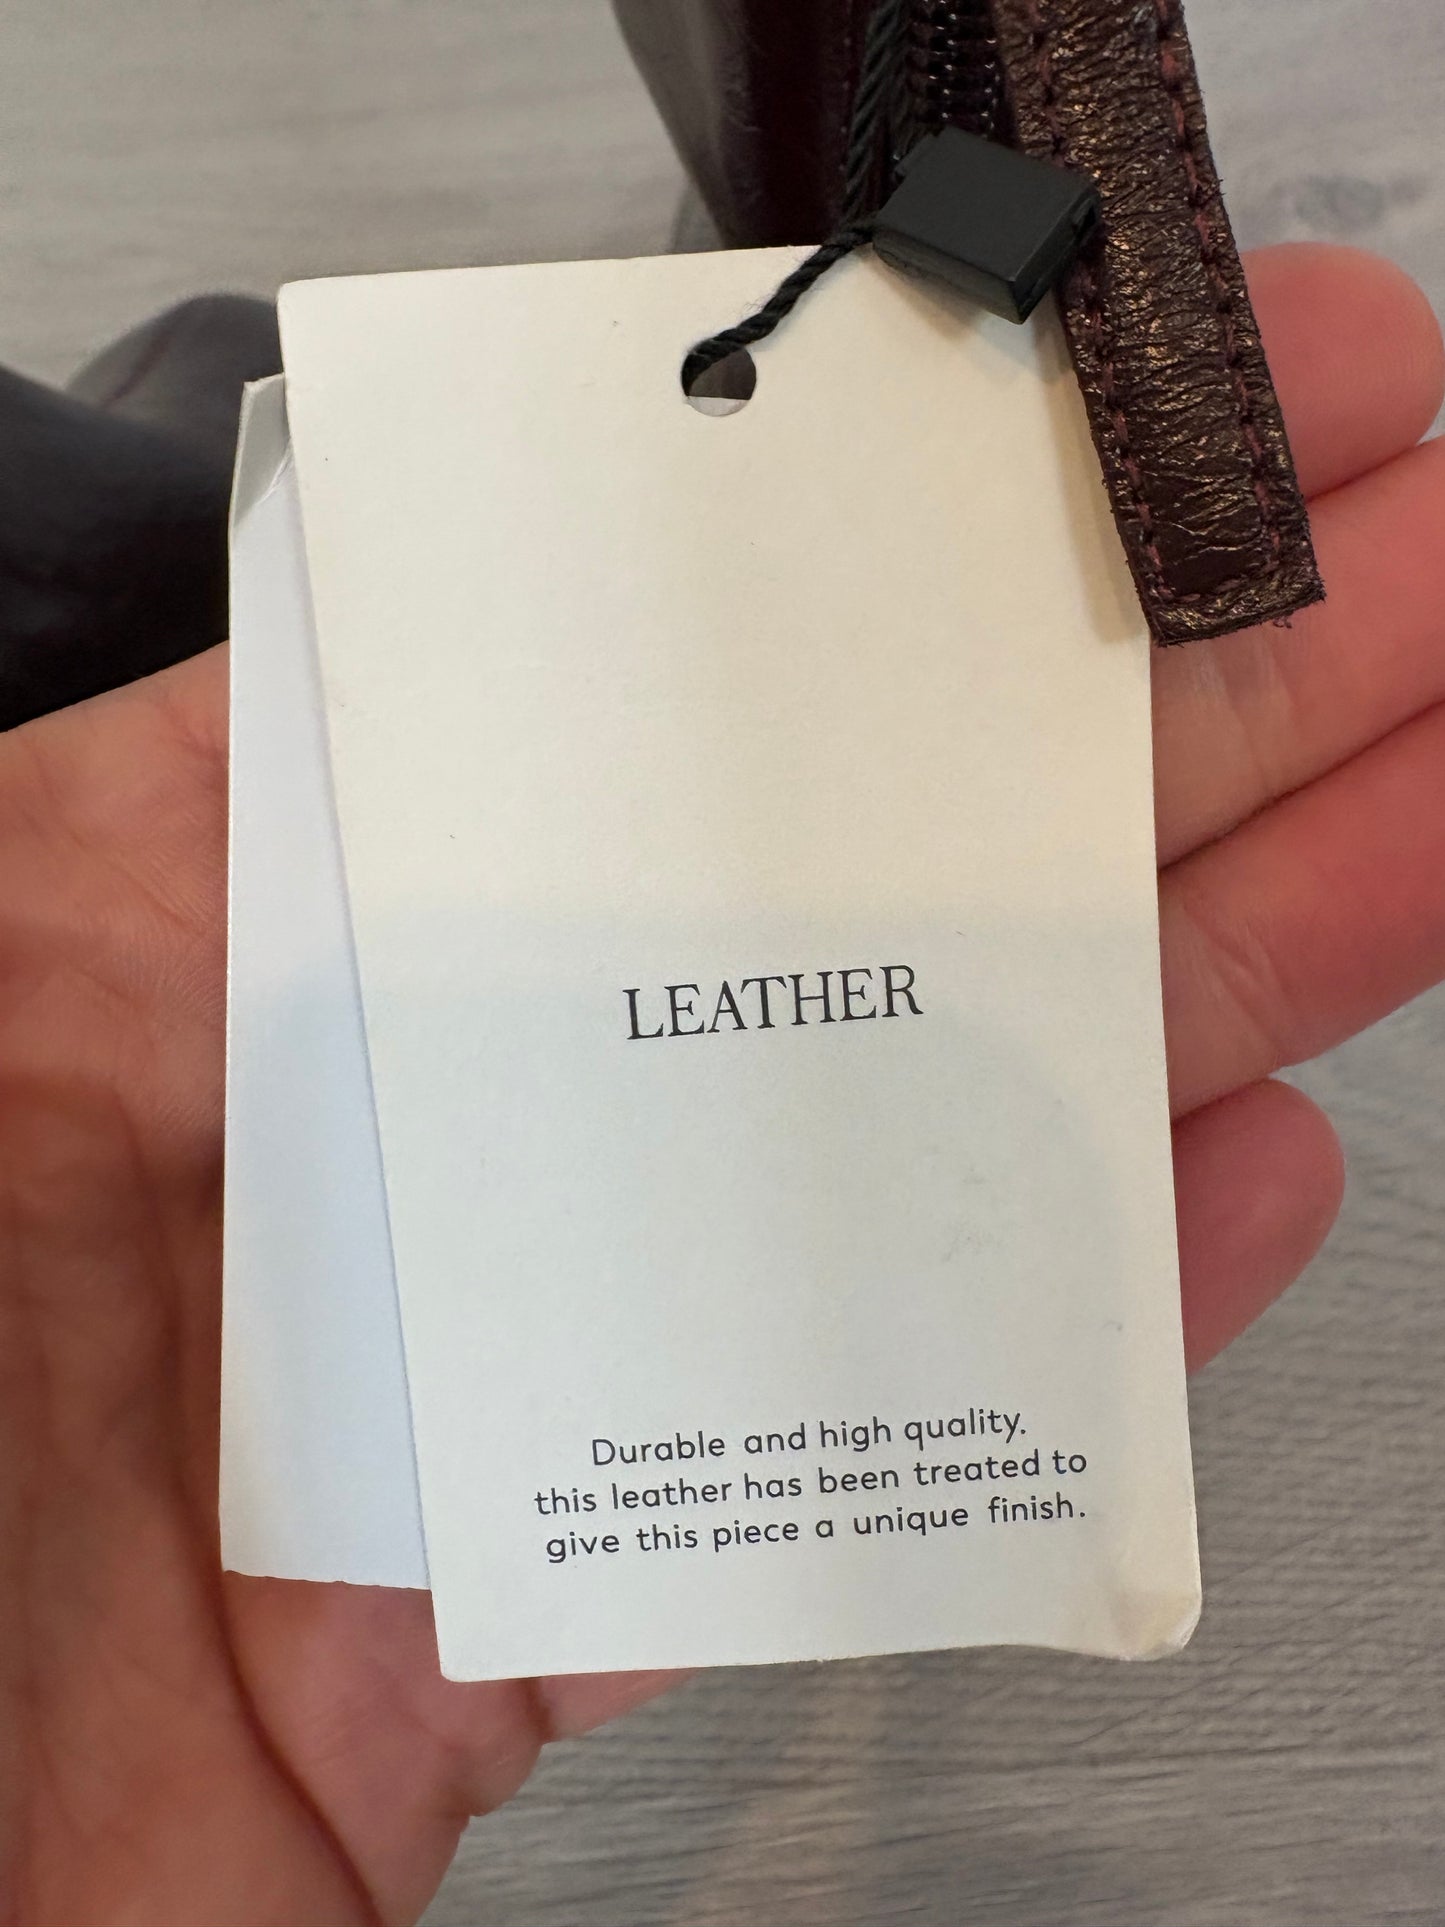 LEATHER
Durable and high quality.
this leather has been treated to
give this piece a unique finish.